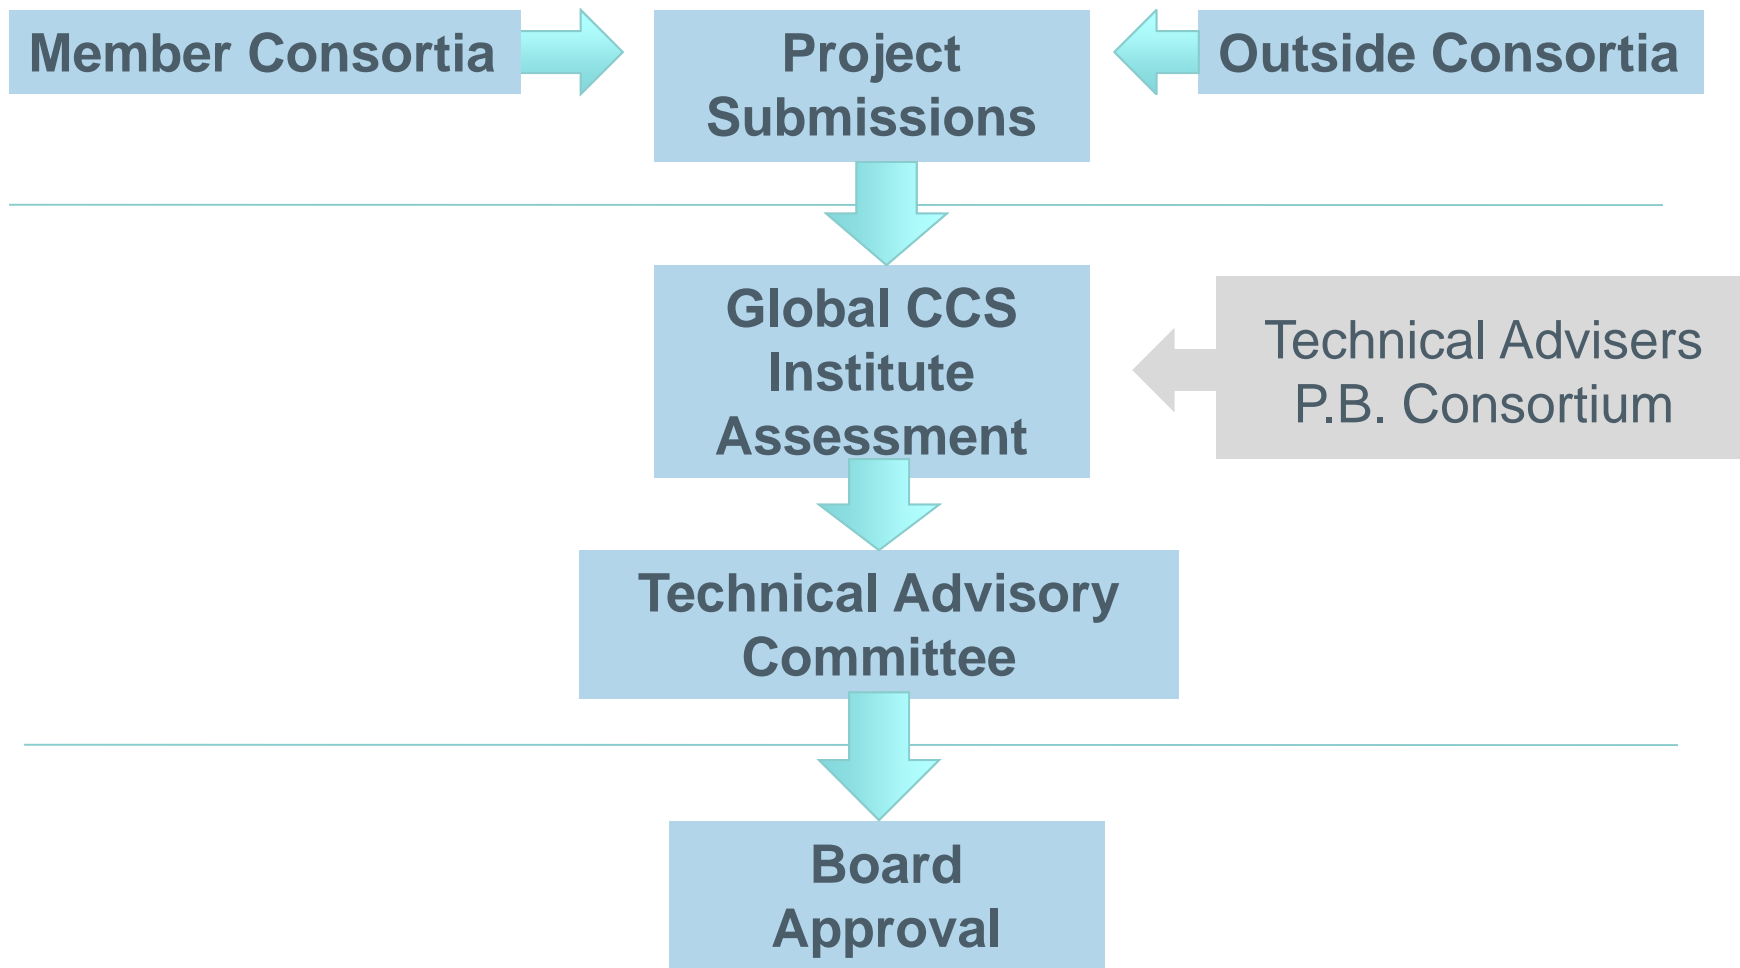 Member Consortia
Project
Submissions
Outside Consortia
Global CCS
Institute
Assessment
Technical Advisers
P.B. Consortium
Technical Advisory
Committee
Board
Approval